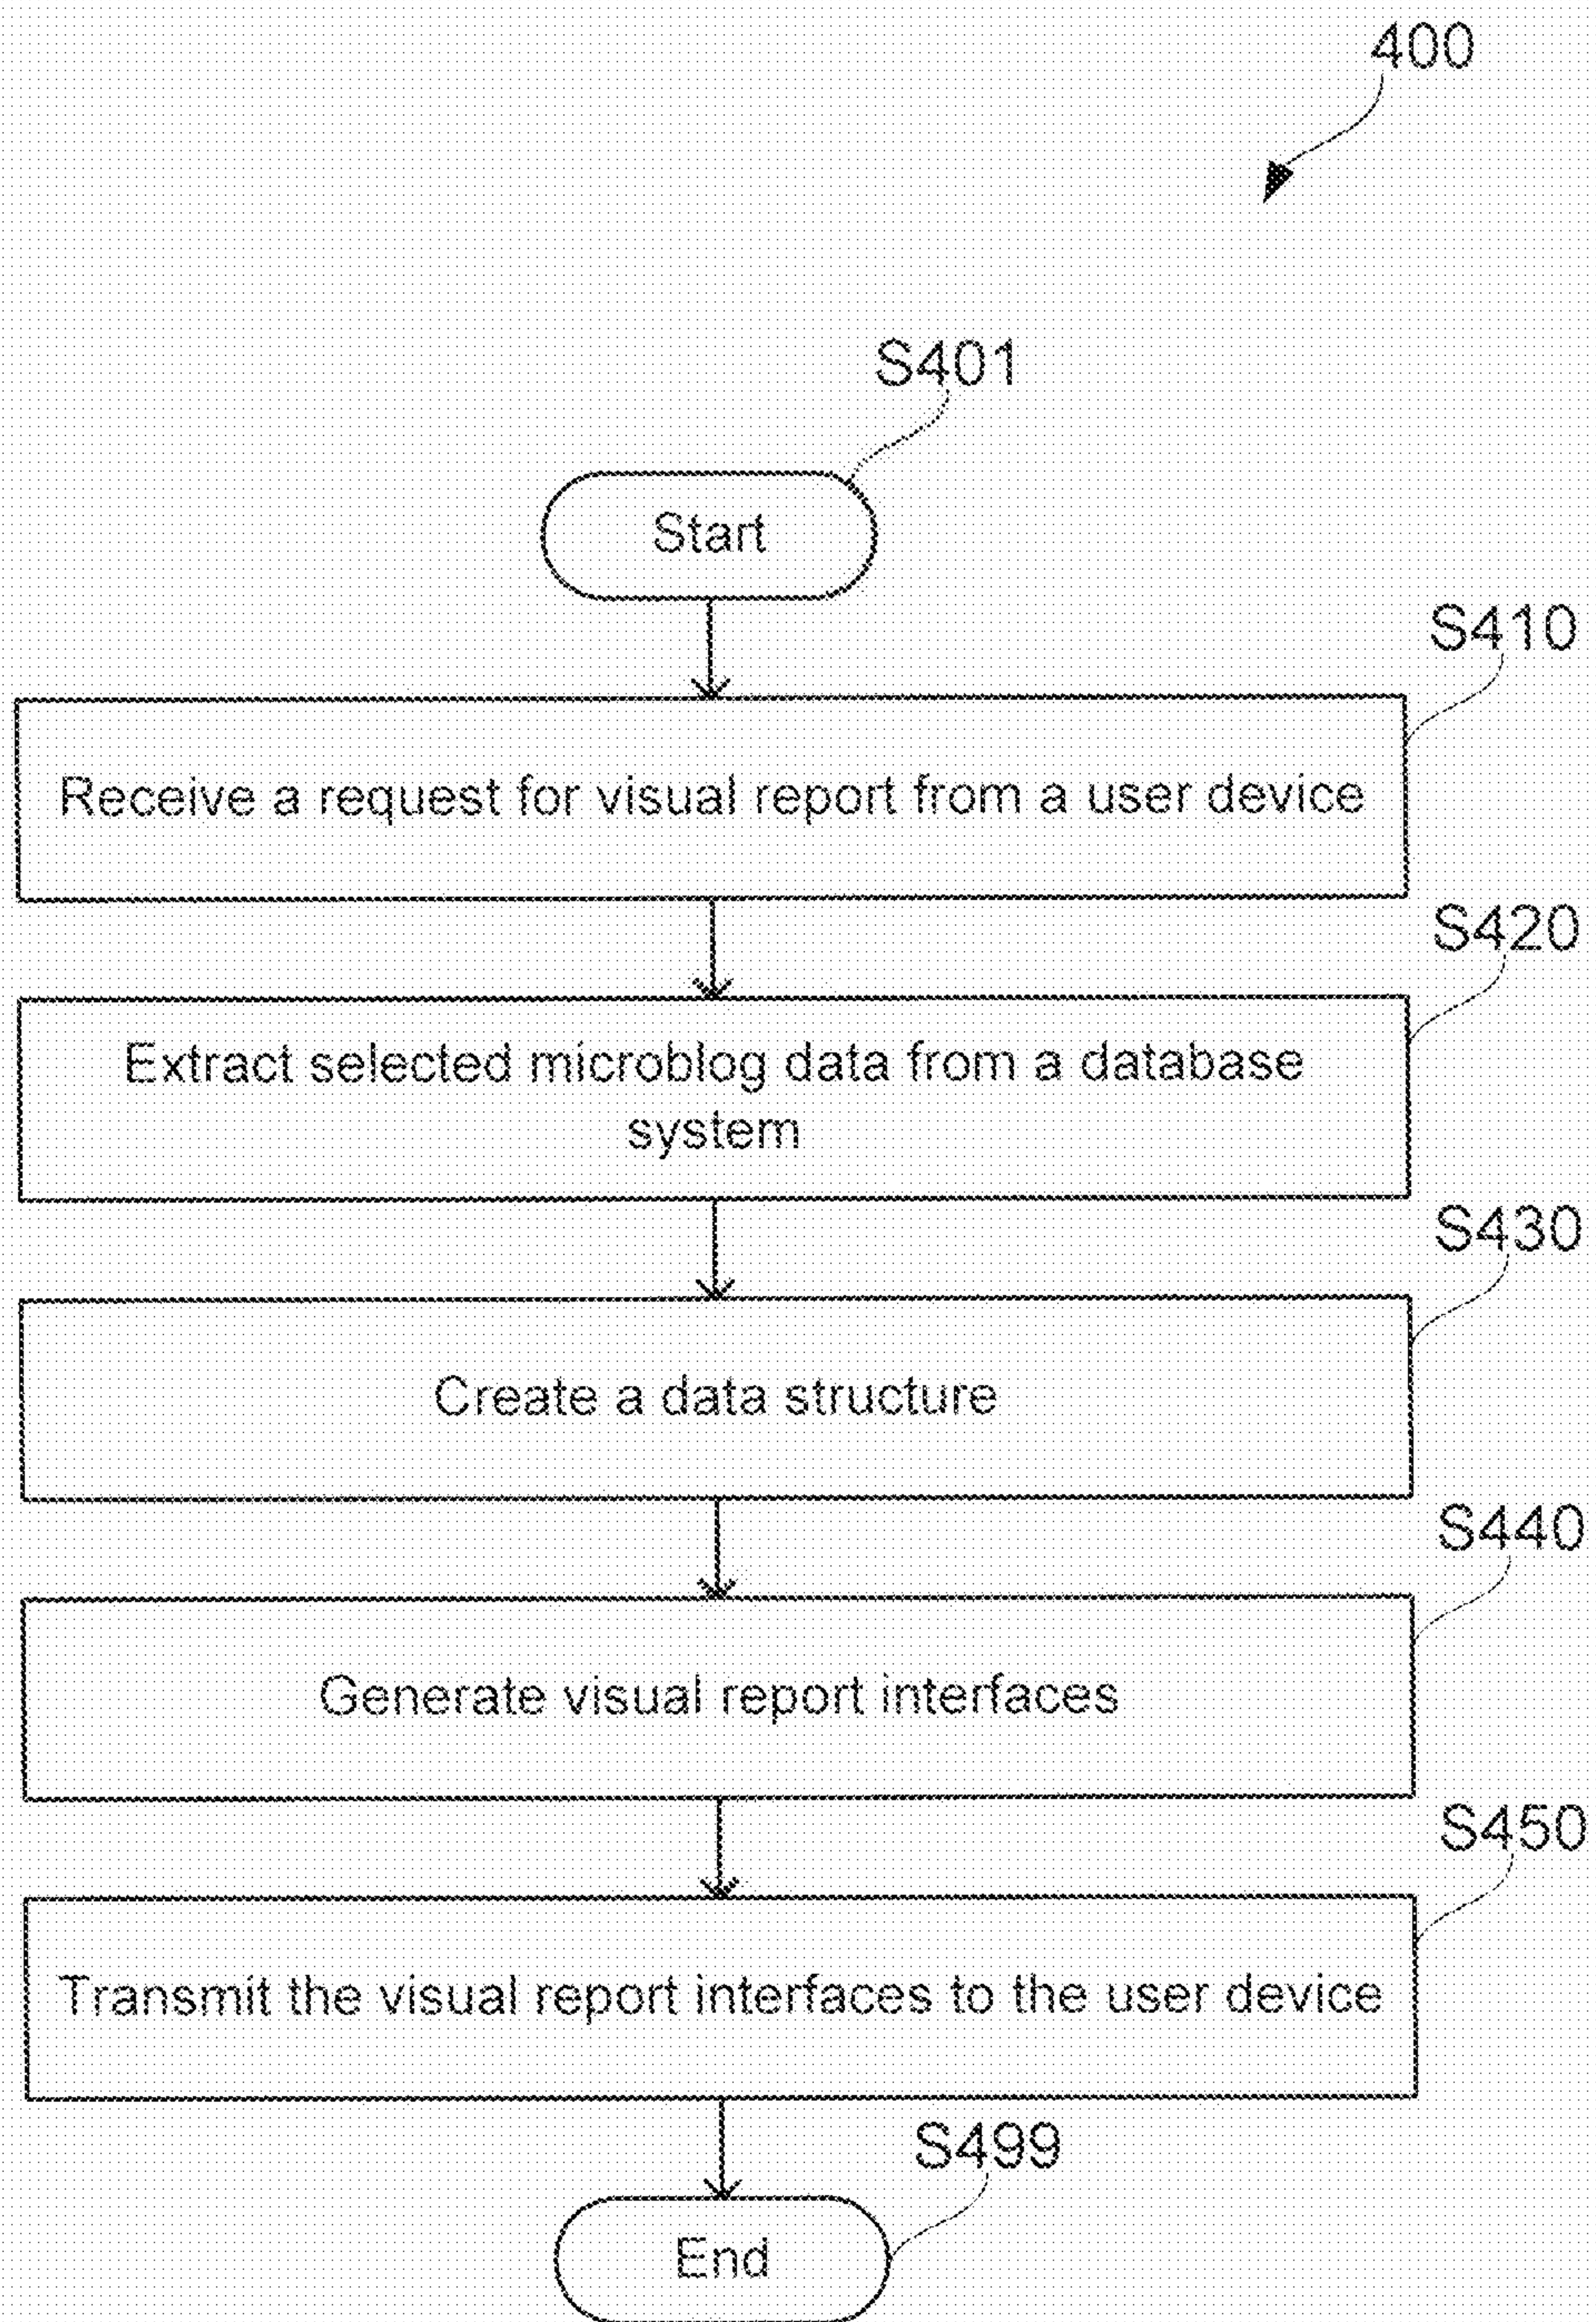 400
S401
Start
S410
Receive a request for visual report from a user device
S420
Extract selected microblog data from a database
system
S430
Create a data structure
S440
Generate visual report interfaces
S450
Transmit the visual report interfaces to the user device
S499
End